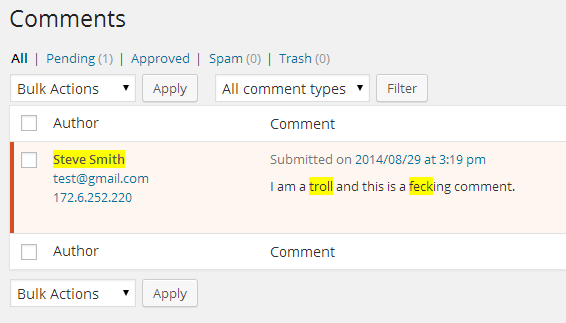 Comments
All | Pending (1) | Approved | Spam (0) | Trash (0)
Bulk Actions Apply All comment types Filter
Author Comment
Steve Smith Submitted on 2014/08/29 at 3:19 pm
test@gmail.com I am a troll and this is a fecking comment.
172.6.252.220
Author Comment
Bulk Actions Apply